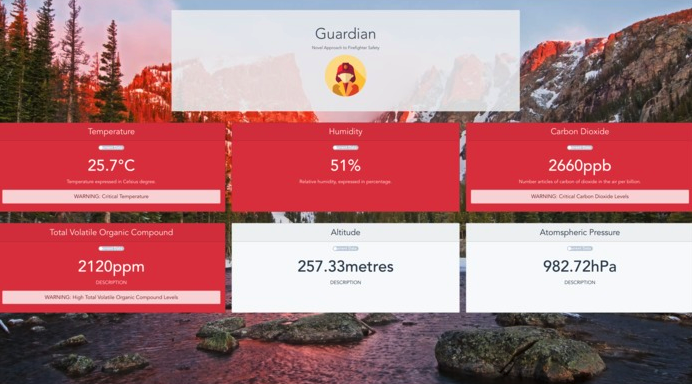 Guardian
Novel Approach to Firefighter Safety
Temperature
25.7°C
Temperature expressed in Celsius degree.
WARNING: Critical Temperature
Humidity
51%
Relative humidity, expressed in percentage.
Carbon Dioxide
2660ppb
Number articles of carbon of dioxide in the air per billion.
WARNING: Critical Carbon Dioxide Levels
Total Volatile Organic Compound
2120ppm
DESCRIPTION
WARNING: High Total Volatile Organic Compound Levels
Altitude
257.33metres
DESCRIPTION
Atomspheric Pressure
982.72hPa
DESCRIPTION